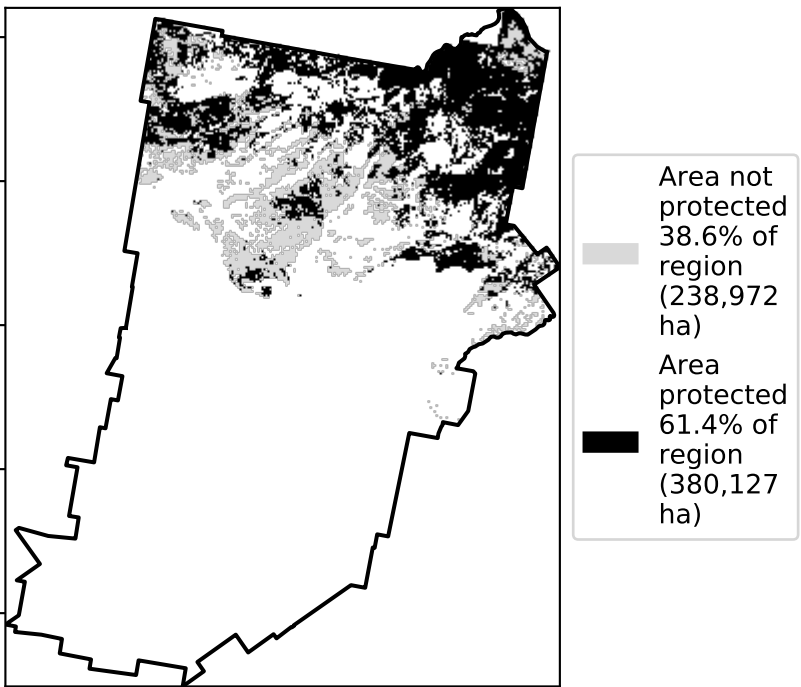 Area not
protected
38.6% of
region
(238,972
ha)
Area
protected
61.4% of
region
(380,127
ha)